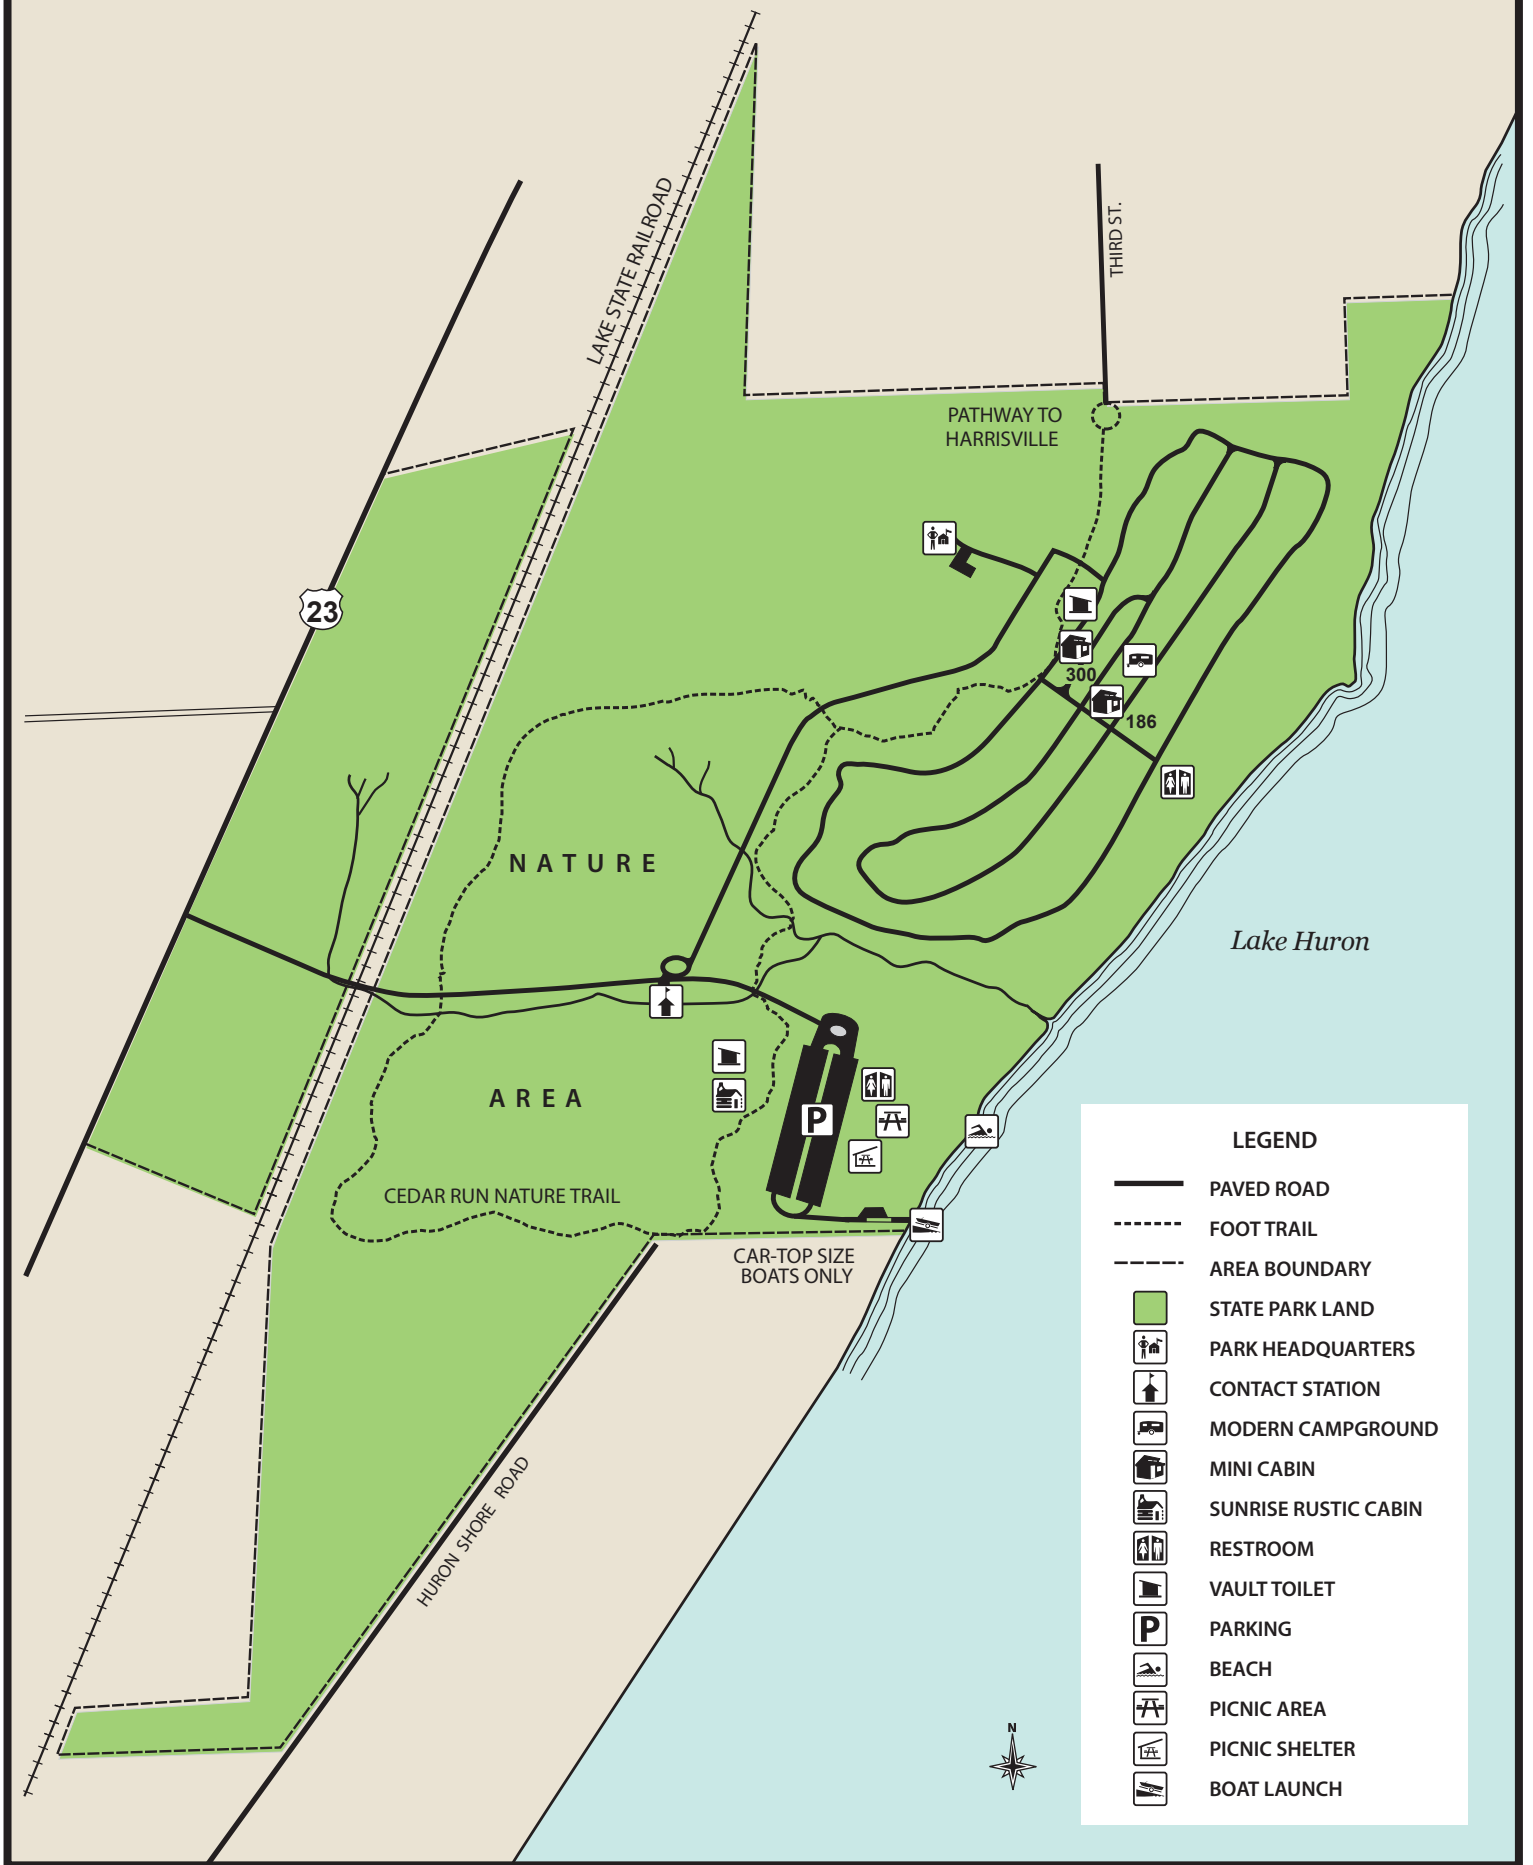 LAKE STATE RAILROAD
THIRD ST.
PATHWAY TO
HARRISVILLE
23
300
186
NATURE
Lake Huron
AREA
P
CEDAR RUN NATURE TRAIL
CAR-TOP SIZE
BOATS ONLY
HURON SHORE ROAD
N
LEGEND
PAVED ROAD
FOOT TRAIL
AREA BOUNDARY
STATE PARK LAND
PARK HEADQUARTERS
CONTACT STATION
MODERN CAMPGROUND
MINI CABIN
SUNRISE RUSTIC CABIN
RESTROOM
VAULT TOILET
P PARKING
BEACH
PICNIC AREA
PICNIC SHELTER
BOAT LAUNCH